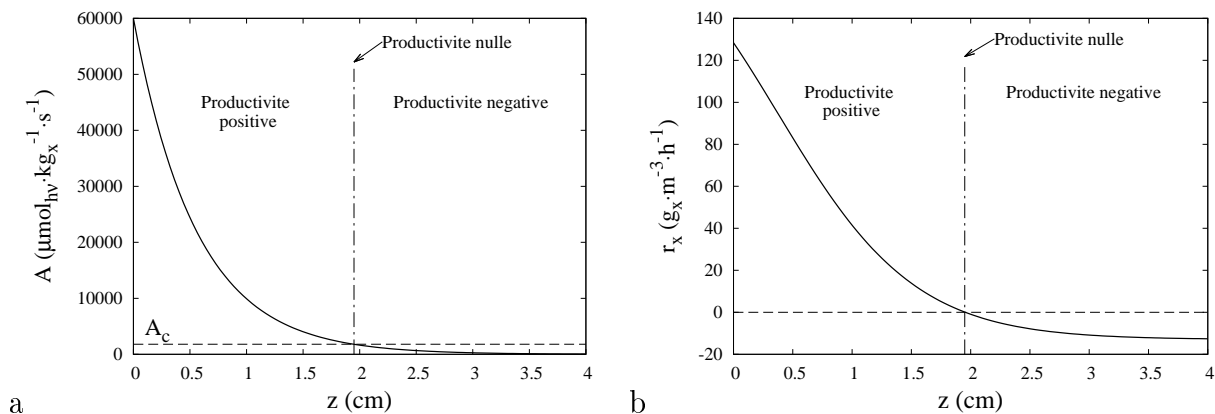 60000
50000
40000
30000
20000
10000
0
A (μmol_hν·kg_x^-1·s^-1)
Productivite nulle
Productivite
positive
Productivite negative
A_c
0 0.5 1 1.5 2 2.5 3 3.5 4
z (cm)
a
140
120
100
80
60
40
20
0
-20
r_x (g_x·m^-3·h^-1)
Productivite nulle
Productivite
positive
Productivite negative
0 0.5 1 1.5 2 2.5 3 3.5 4
z (cm)
b